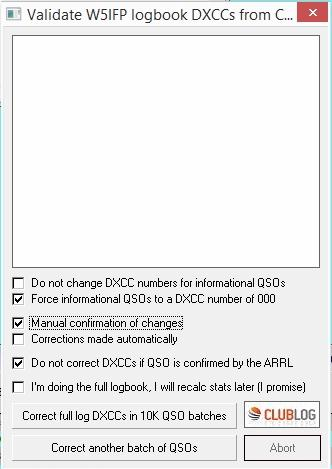 Validate W5IFP logbook DXCCs from C...
Do not change DXCC numbers for informational QSOs
Force informational QSOs to a DXCC number of 000
Manual confirmation of changes
Corrections made automatically
Do not correct DXCCs if QSO is confirmed by the ARRL
I'm doing the full logbook, I will recalc stats later (I promise)
Correct full log DXCCs in 10K QSO batches
CLUBLOG
Correct another batch of QSOs
Abort